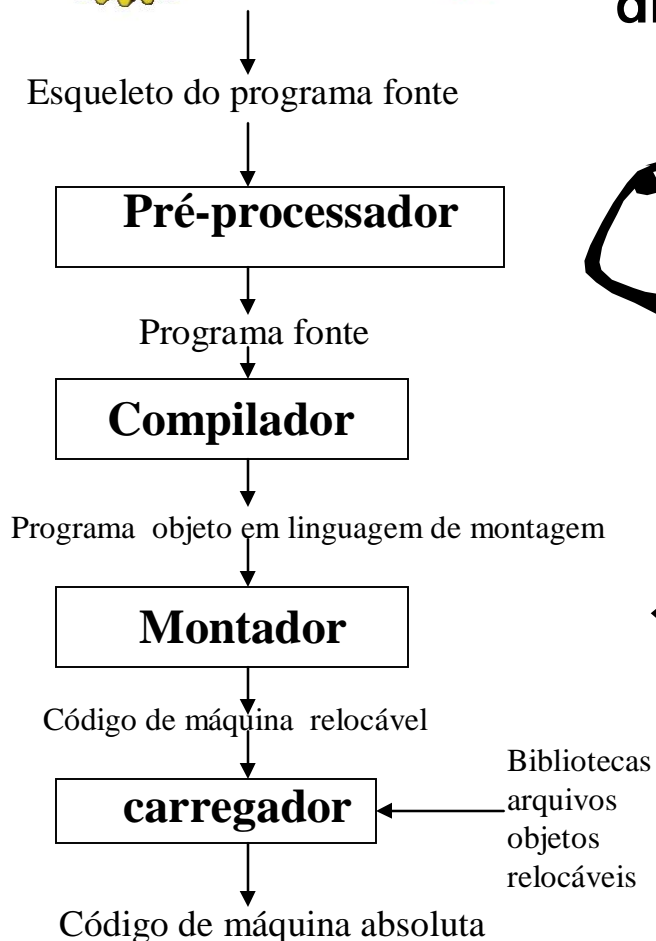 Esqueleto do programa fonte
Pré-processador
Programa fonte
Compilador
Programa objeto em linguagem de montagem
Montador
Código de máquina relocável
carregador
Bibliotecas
arquivos
objetos
relocáveis
Código de máquina absoluta